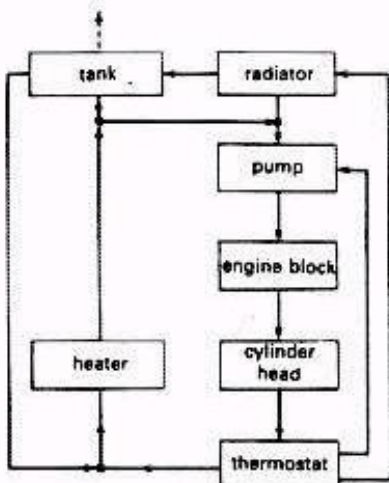 tank
radiator
pump
engine block
heater
cylinder
head
thermostat